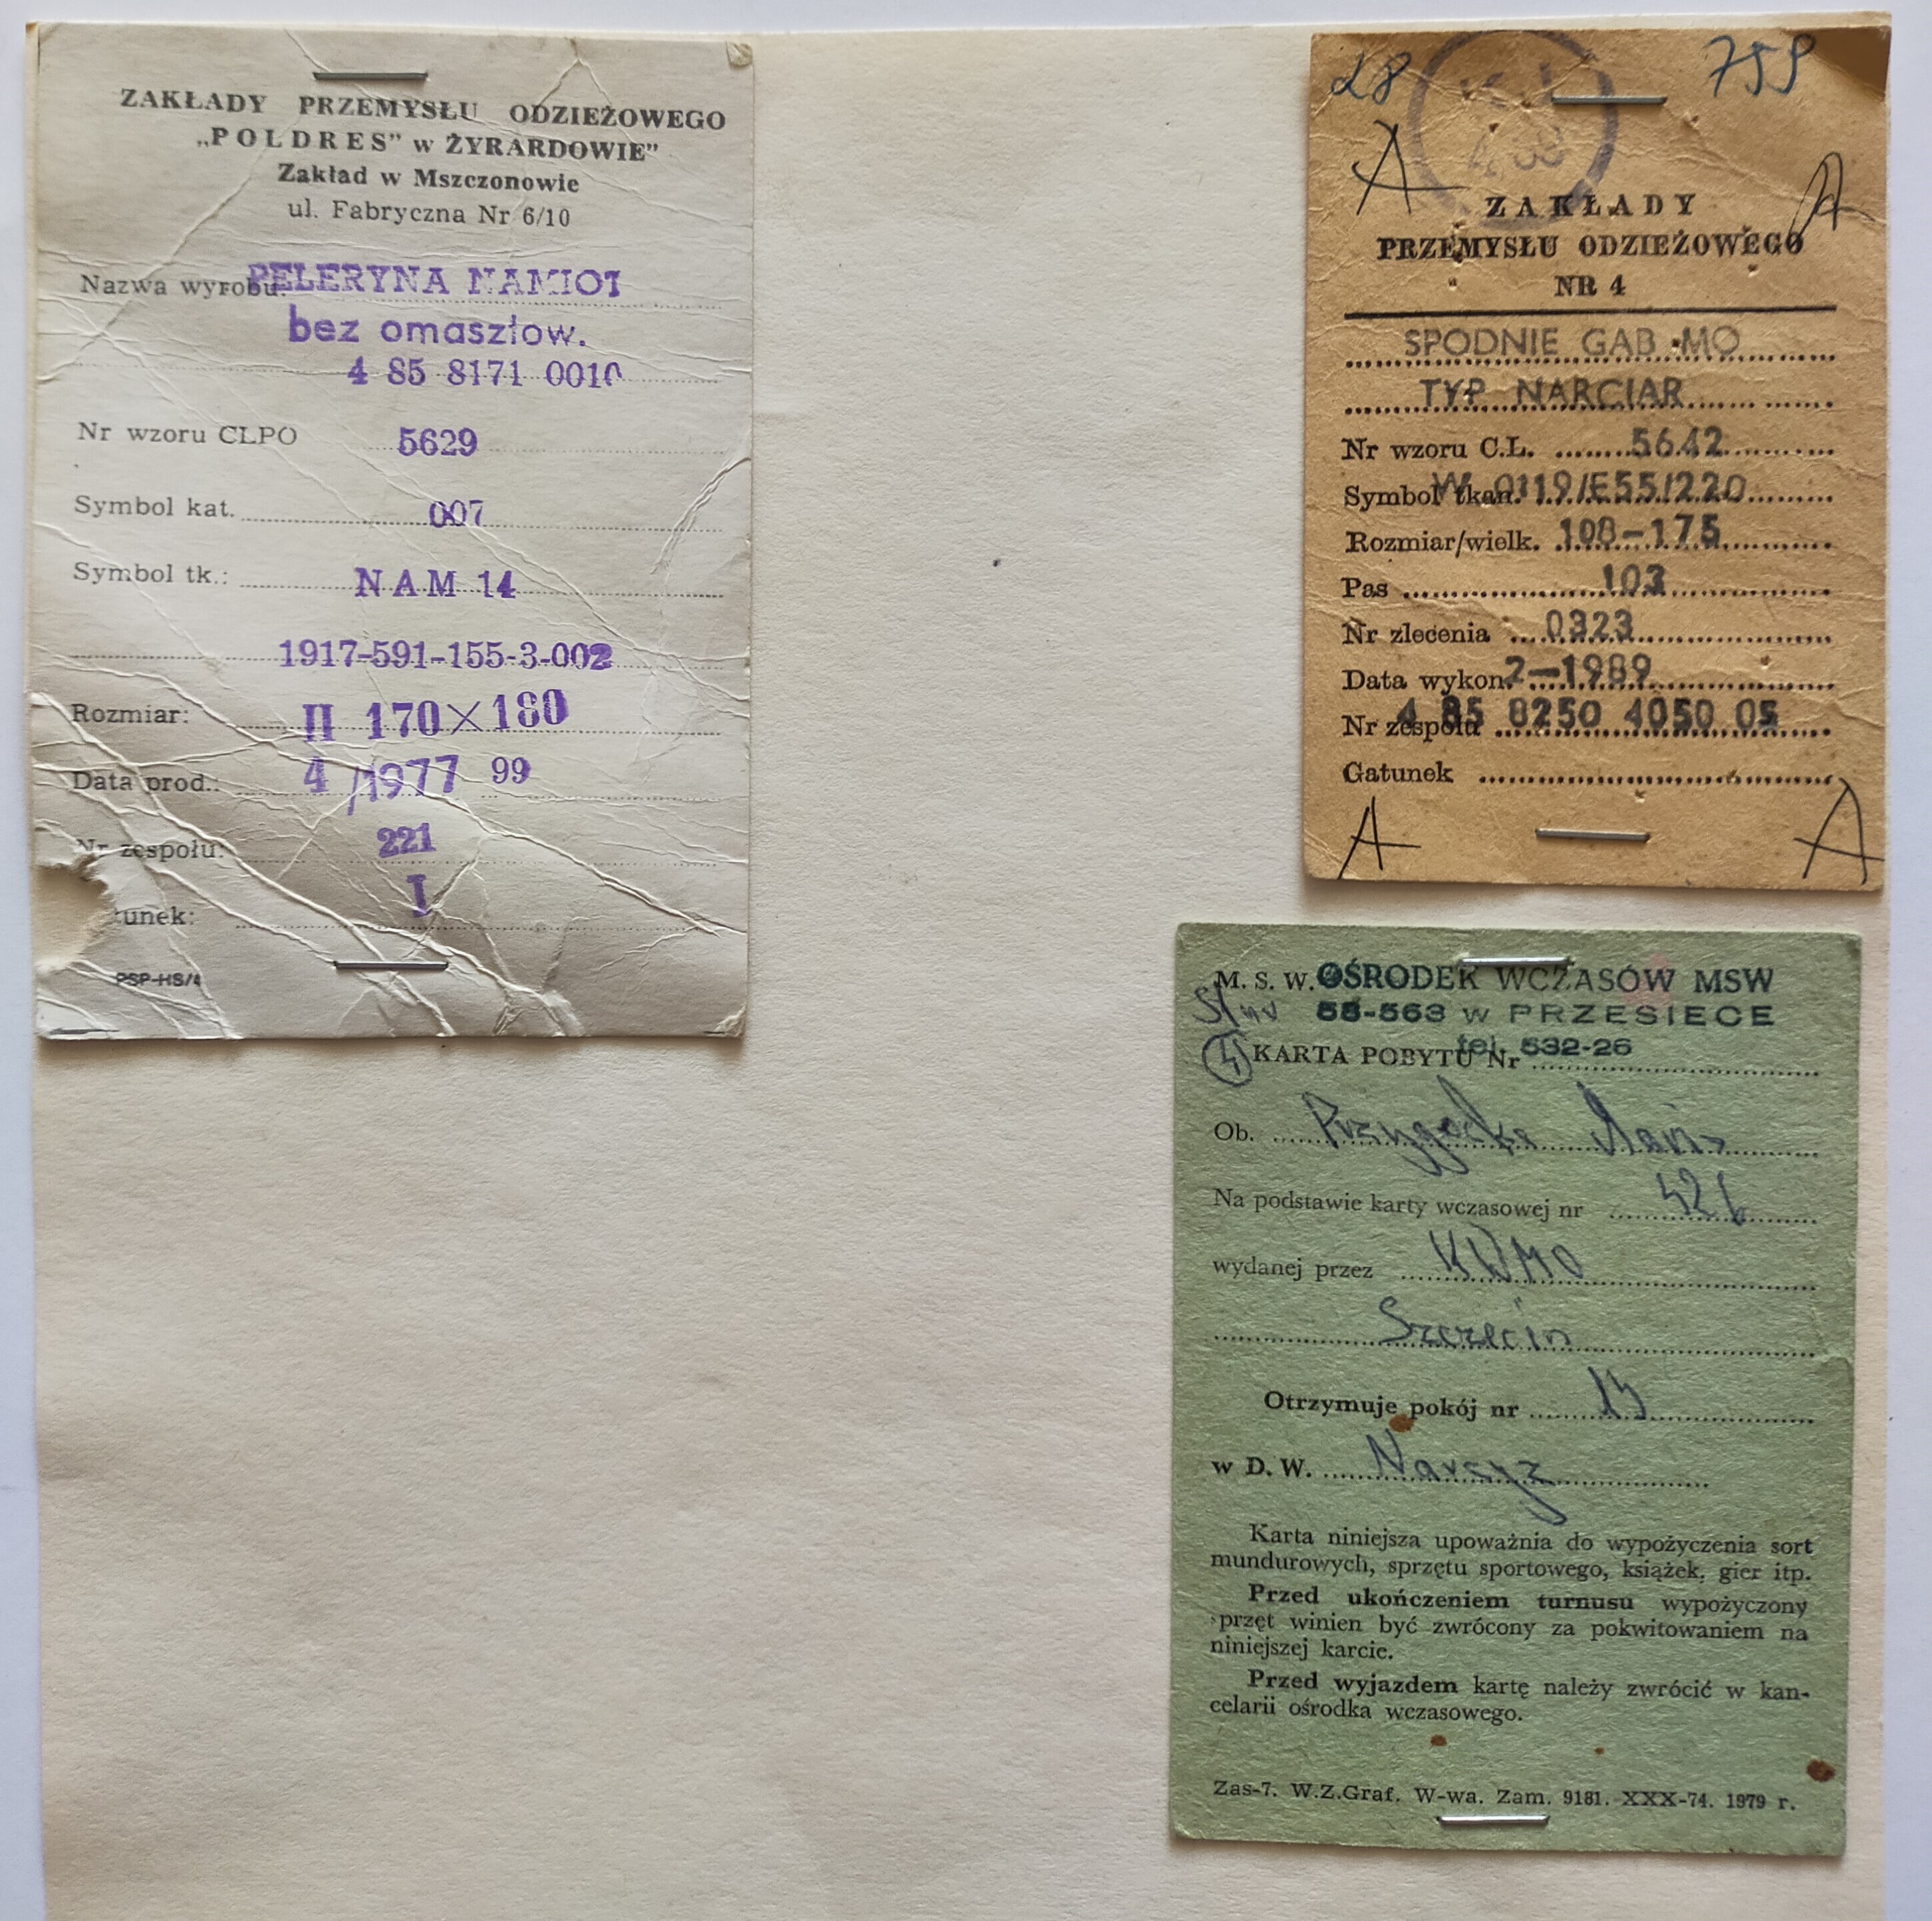 ZAKŁADY PRZEMYSŁU ODZIEŻOWEGO
„POLDRES” w ŻYRARDOWIE”
Zakład w Mszczonowie
ul. Fabryczna Nr 6/10
Nazwa wyrobu: PELERYNA NAMIOT
bez omasztow.
4 85 8171 0010
Nr wzoru CLPO 5629
Symbol kat. 007
Symbol tk.: NAM 14
1917-591-155-3-002
Rozmiar: II 170×180
Data prod.: 4/1977 99
Nr zespołu: 221
tunek: I
PSP-HS/4
28 759
A A
ZAKŁADY
PRZEMYSŁU ODZIEŻOWEGO
NR 4
SPODNIE GAB MO
TYP NARCIAR
Nr wzoru C.L. 5642
Symbol tkan. W 0119/E55/220
Rozmiar/wielk. 108-175
Pas 103
Nr zlecenia 0323
Data wykon. 2-1989
Nr zespołu 4 85 8250 4050 05
Gatunek
A A
M. S. W. OŚRODEK WCZASÓW MSW
58-563 w PRZESIECE
tel. 532-26
KARTA POBYTU Nr
Ob. Przygocka Maria
Na podstawie karty wczasowej nr
wydanej przez KWMO
Szczecin
Otrzymuje pokój nr
w D. W. Narcyz
Karta niniejsza upoważnia do wypożyczenia sort
mundurowych, sprzętu sportowego, książek, gier itp.
Przed ukończeniem turnusu wypożyczony
sprzęt winien być zwrócony za pokwitowaniem na
niniejszej karcie.
Przed wyjazdem kartę należy zwrócić w kan-
celarii ośrodka wczasowego.
Zas-7. W.Z.Graf. W-wa. Zam. 9181. XXX-74. 1979 r.